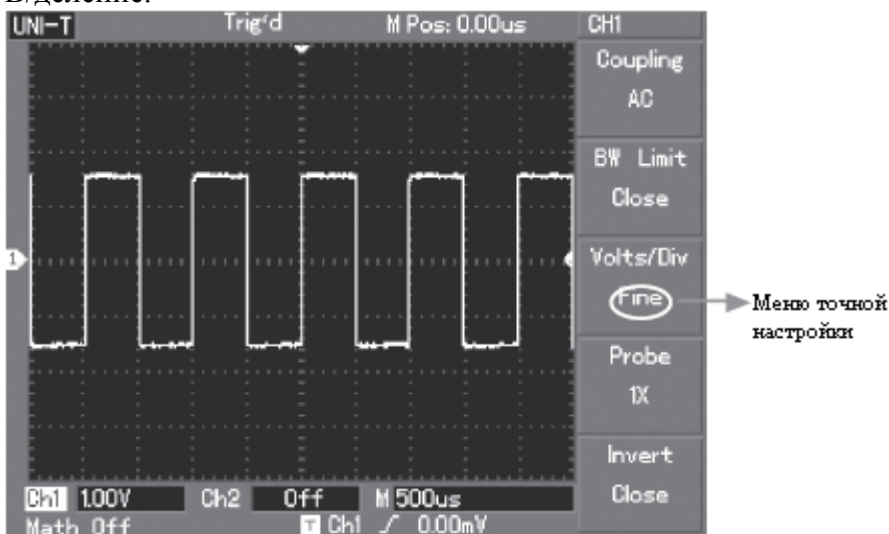 В/деление.
UNI-T Trig'd M Pos: 0.00us CH1
Coupling
AC
BW Limit
Close
Volts/Div
Fine
Меню точной
настройки
1
Probe
1X
Invert
Close
Ch1 1.00V Ch2 Off M 500us
Math Off T Ch1 0.00mV